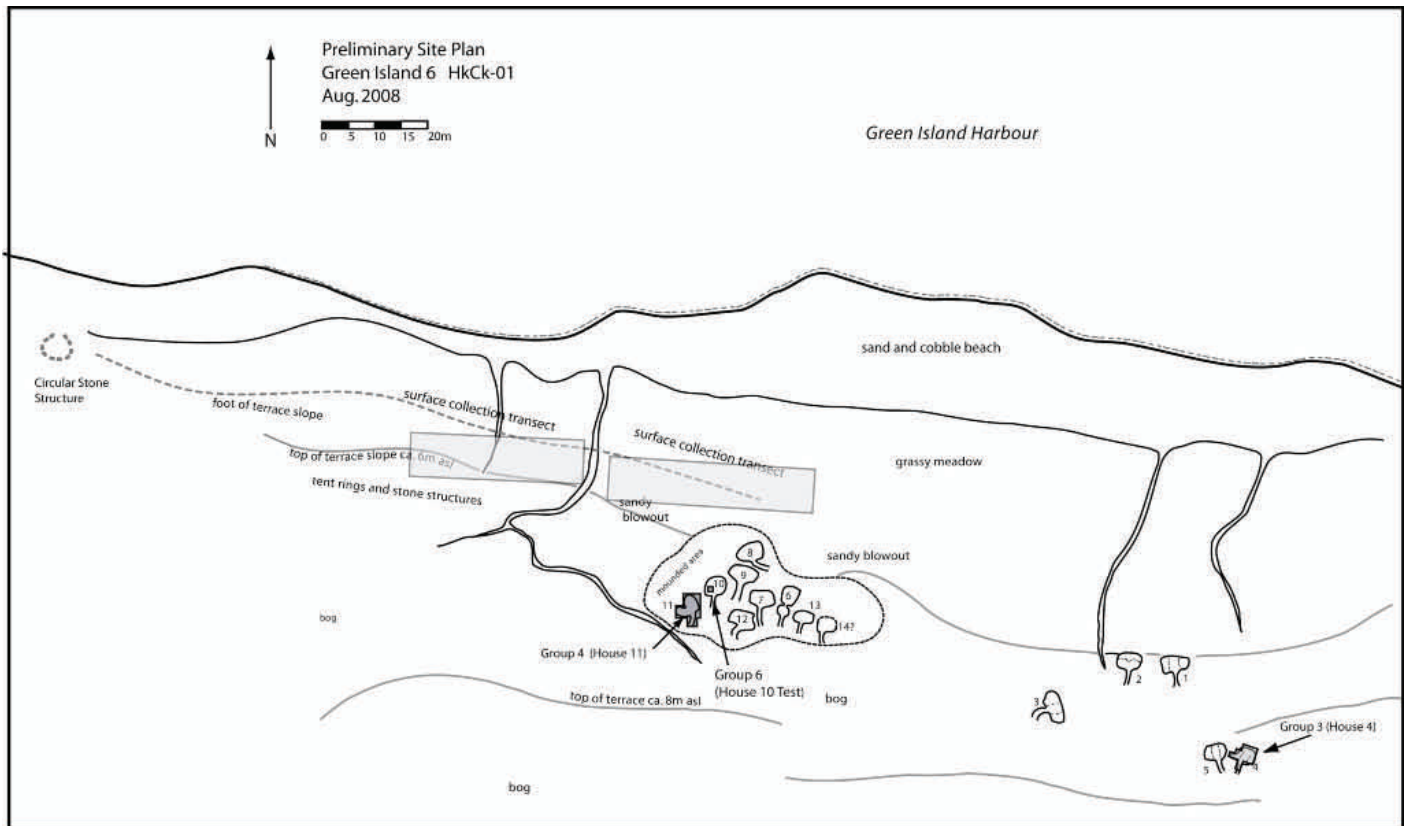 Preliminary Site Plan
Green Island 6 HkCk-01
Aug. 2008
0 5 10 15 20m
N
Green Island Harbour
sand and cobble beach
Circular Stone
Structure
foot of terrace slope
surface collection transect
surface collection transect
top of terrace slope ca. 6m asl
grassy meadow
tent rings and stone structures
sandy
blowout
sandy blowout
mounded area
8
9
10
11
7
6
12
13
14?
bog
Group 4 (House 11)
Group 6
(House 10 Test)
top of terrace ca. 8m asl
bog
3
2
1
Group 3 (House 4)
5
4
bog